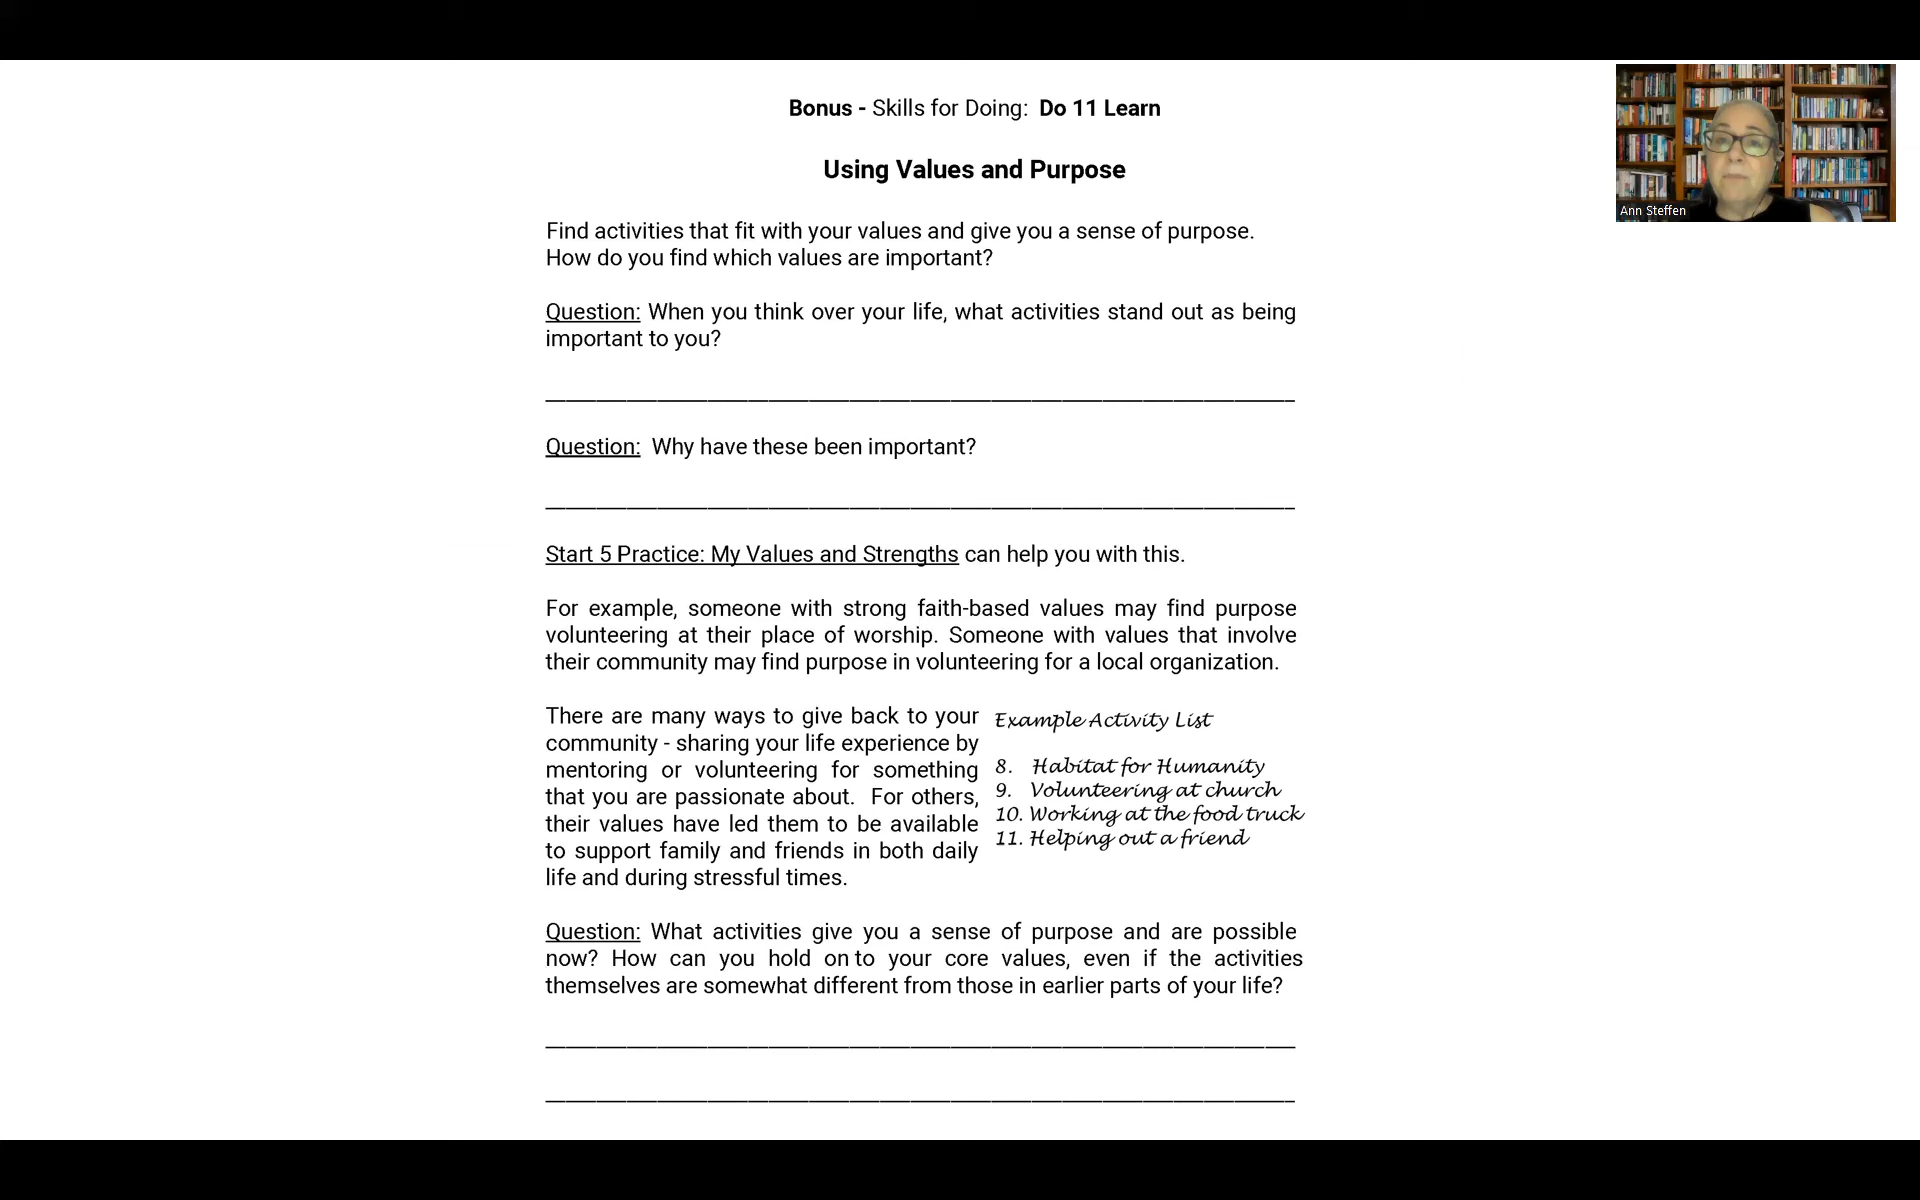 Bonus - Skills for Doing: Do 11 Learn
Using Values and Purpose
Find activities that fit with your values and give you a sense of purpose.
How do you find which values are important?
Question: When you think over your life, what activities stand out as being
important to you?
Question: Why have these been important?
Start 5 Practice: My Values and Strengths can help you with this.
For example, someone with strong faith-based values may find purpose
volunteering at their place of worship. Someone with values that involve
their community may find purpose in volunteering for a local organization.
There are many ways to give back to your
community - sharing your life experience by
mentoring or volunteering for something
that you are passionate about. For others,
their values have led them to be available
to support family and friends in both daily
life and during stressful times.
Example Activity List
8. Habitat for Humanity
9. Volunteering at church
10. Working at the food truck
11. Helping out a friend
Question: What activities give you a sense of purpose and are possible
now? How can you hold on to your core values, even if the activities
themselves are somewhat different from those in earlier parts of your life?
Ann Steffen